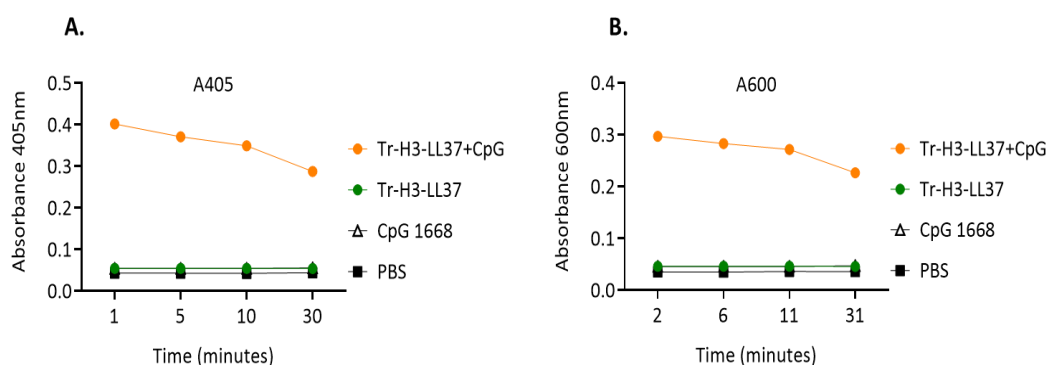 A.
A405
Absorbance 405nm
0.5
0.4
0.3
0.2
0.1
0.0
1 5 10 30
Time (minutes)
Tr-H3-LL37+CpG
Tr-H3-LL37
CpG 1668
PBS
B.
A600
Absorbance 600nm
0.4
0.3
0.2
0.1
0.0
2 6 11 31
Time (minutes)
Tr-H3-LL37+CpG
Tr-H3-LL37
CpG 1668
PBS